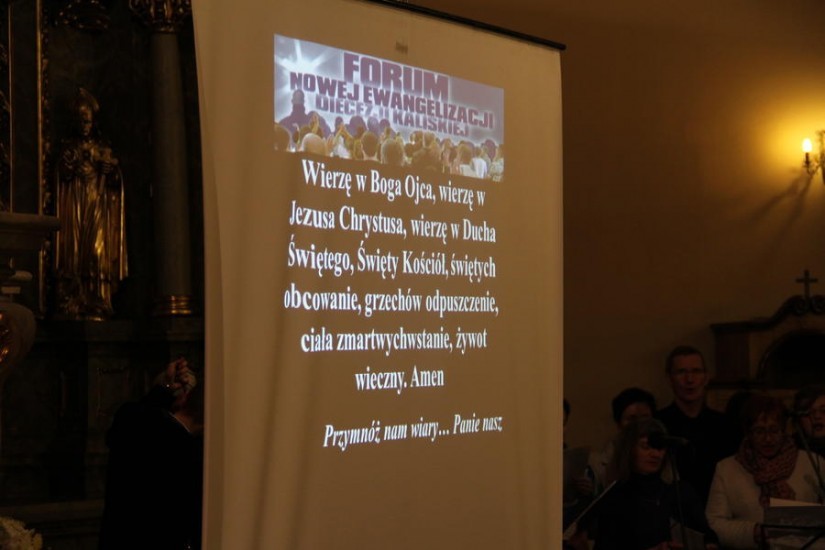 FORUM
NOWEJ EWANGELIZACJI
DIECEZJI KALISKIEJ
Wierzę w Boga Ojca, wierzę w
Jezusa Chrystusa, wierzę w Ducha
Świętego, Święty Kościół, świętych
obcowanie, grzechów odpuszczenie,
ciała zmartwychwstanie, żywot
wieczny. Amen
Przymnóż nam wiary… Panie nasz